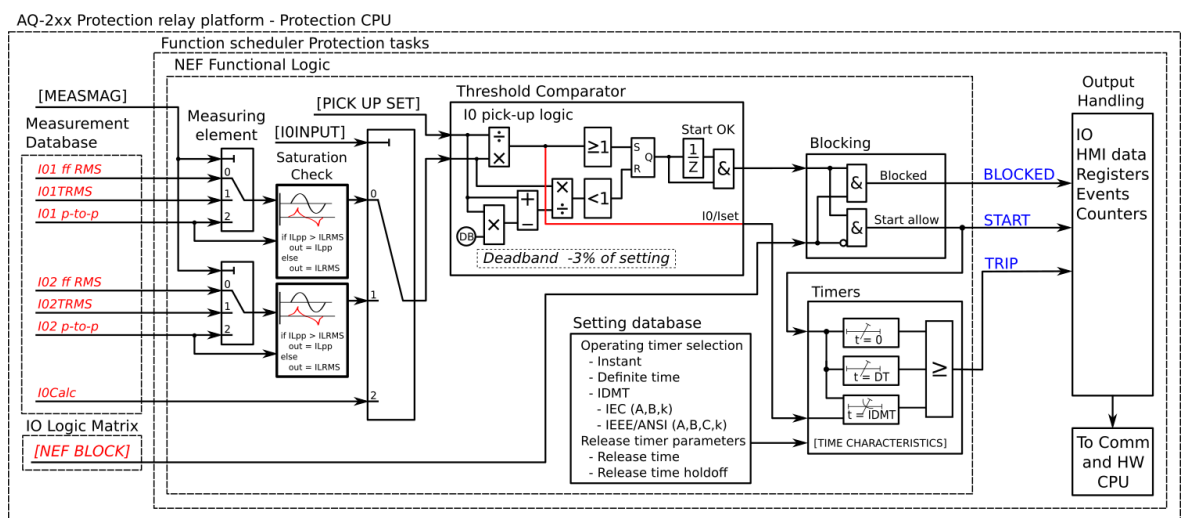 AQ-2xx Protection relay platform - Protection CPU
Function scheduler Protection tasks
NEF Functional Logic
[MEASMAG]
Measurement
Database
I01 ff RMS
I01TRMS
I01 p-to-p
I02 ff RMS
I02TRMS
I02 p-to-p
I0Calc
IO Logic Matrix
[NEF BLOCK]
Measuring
element
0
1
2
0
1
2
[PICK UP SET]
[I0INPUT]
Saturation
Check
if ILpp > ILRMS
out = ILpp
else
out = ILRMS
if ILpp > ILRMS
out = ILpp
else
out = ILRMS
0
1
2
Threshold Comparator
I0 pick-up logic
÷
×
≥1
S
Q
R
Start OK
1
Z
&
×
÷
<1
+
−
DB
×
I0/Iset
Deadband -3% of setting
Blocking
&
Blocked
&
Start allow
BLOCKED
START
TRIP
Setting database
Operating timer selection
- Instant
- Definite time
- IDMT
- IEC (A,B,k)
- IEEE/ANSI (A,B,C,k)
Release timer parameters
- Release time
- Release time holdoff
Timers
t = 0
t = DT
t = IDMT
≥
[TIME CHARACTERISTICS]
Output
Handling
IO
HMI data
Registers
Events
Counters
To Comm
and HW
CPU